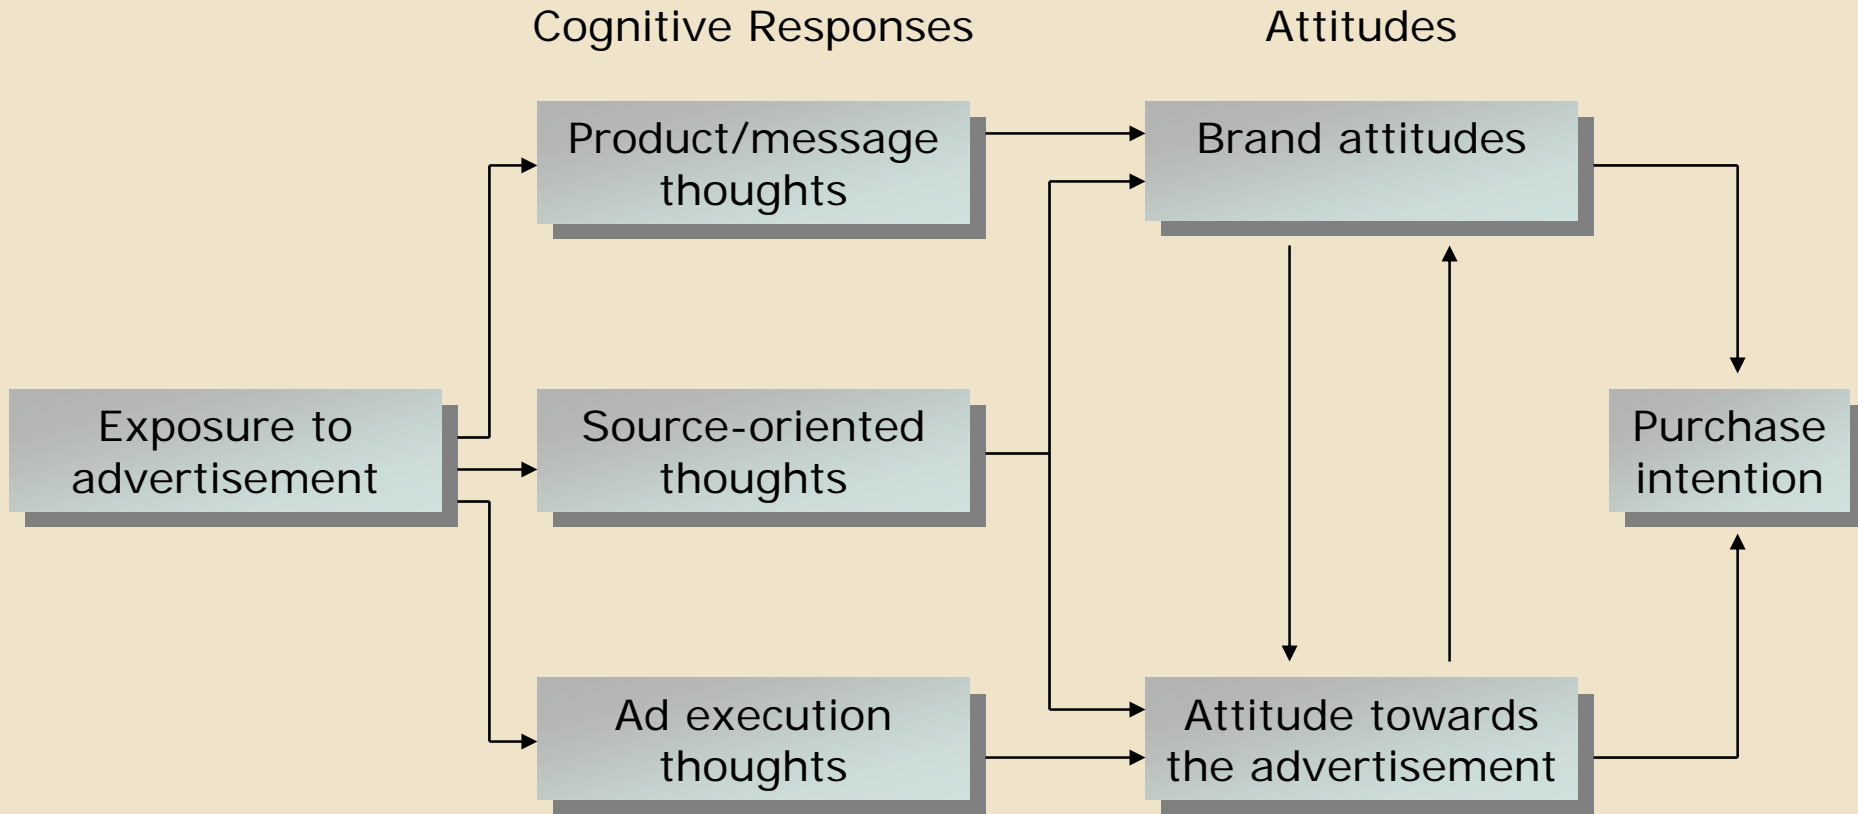 Cognitive Responses
Attitudes
Product/message
thoughts
Brand attitudes
Exposure to
advertisement
Source-oriented
thoughts
Purchase
intention
Ad execution
thoughts
Attitude towards
the advertisement